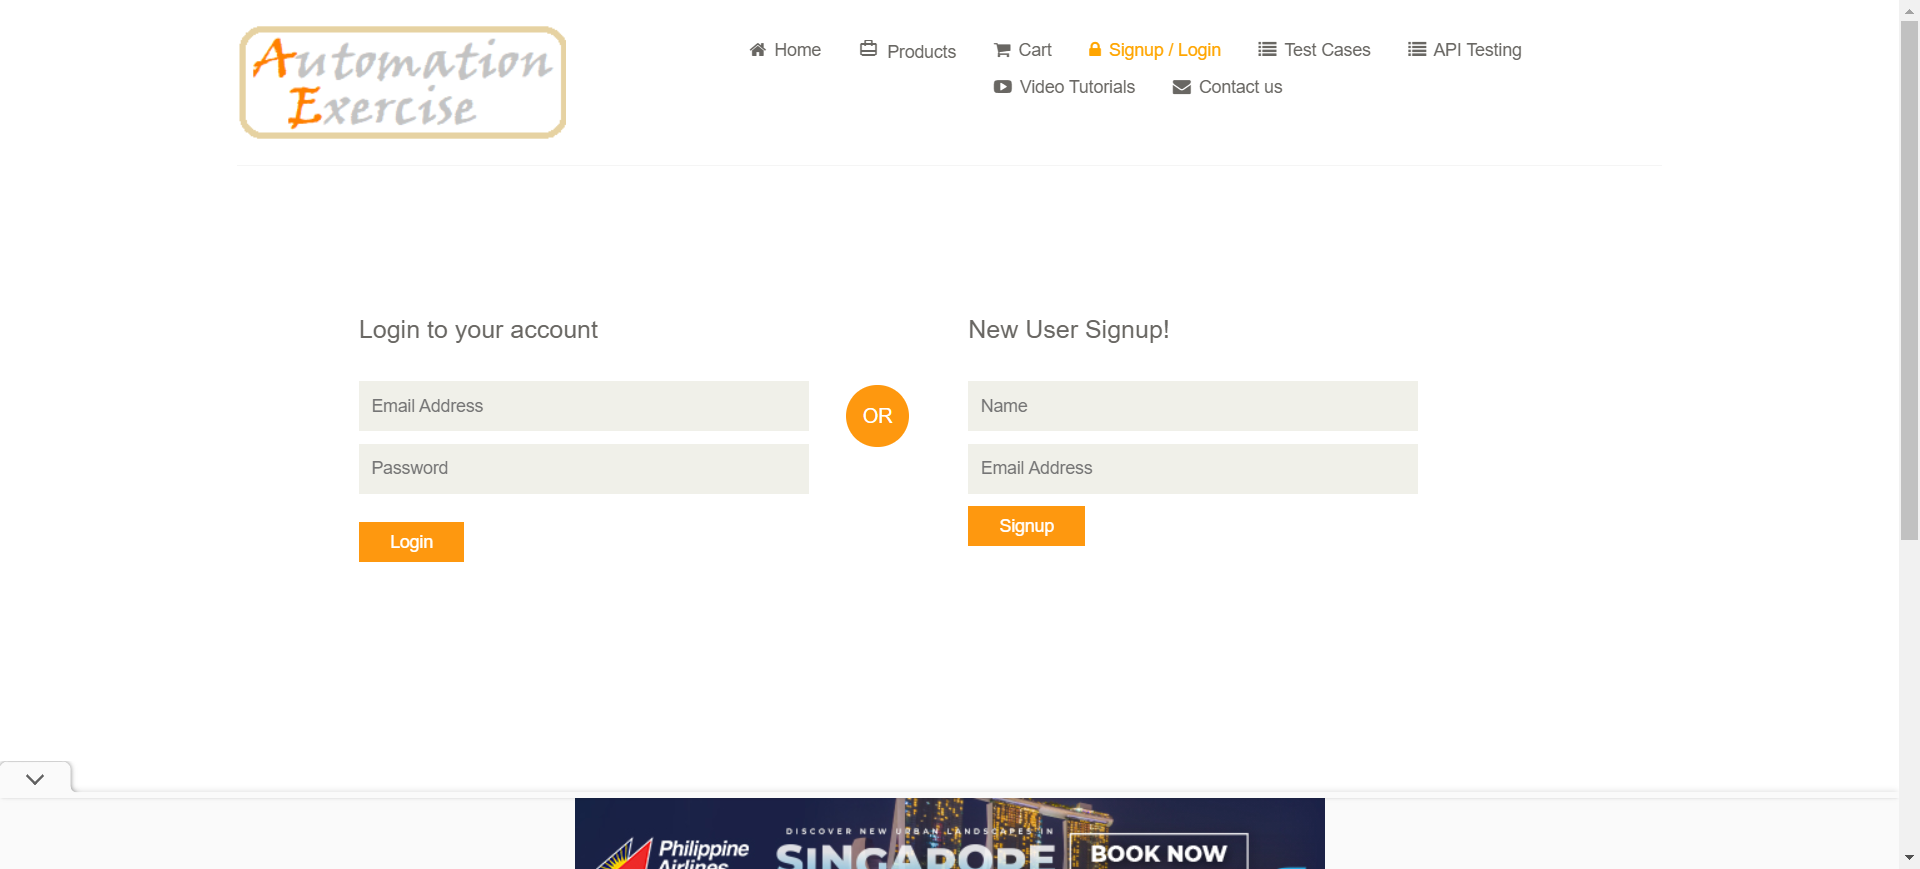 Automation
Exercise
Home
Products
Cart
Signup / Login
Test Cases
API Testing
Video Tutorials
Contact us
Login to your account
Email Address
Password
Login
OR
New User Signup!
Name
Email Address
Signup
DISCOVER NEW URBAN LANDSCAPES IN
Philippine
Airlines
SINGAPORE
BOOK NOW